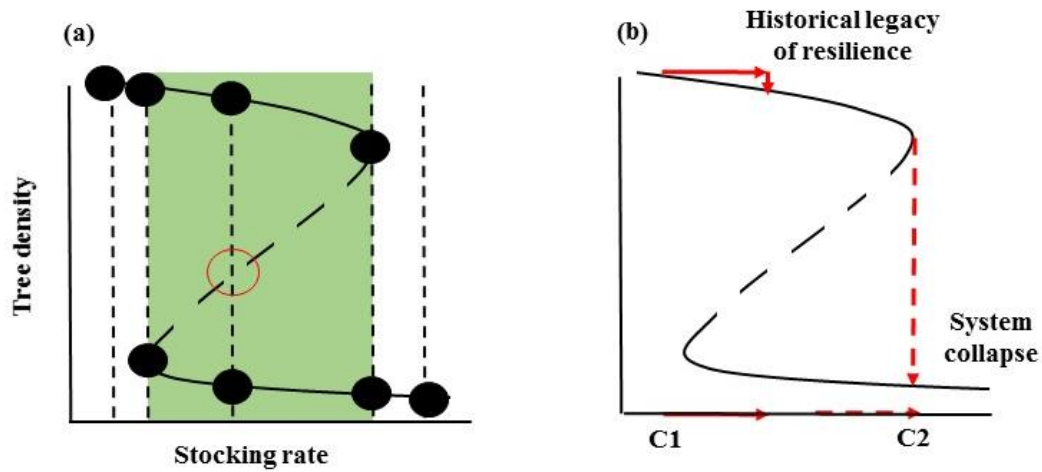 (a)
Tree density
Stocking rate
(b)
Historical legacy
of resilience
System
collapse
C1
C2